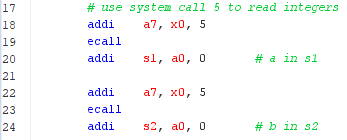 17 # use system call 5 to read integers
18 addi a7, x0, 5
19 ecall
20 addi s1, a0, 0 # a in s1
21
22 addi a7, x0, 5
23 ecall
24 addi s2, a0, 0 # b in s2